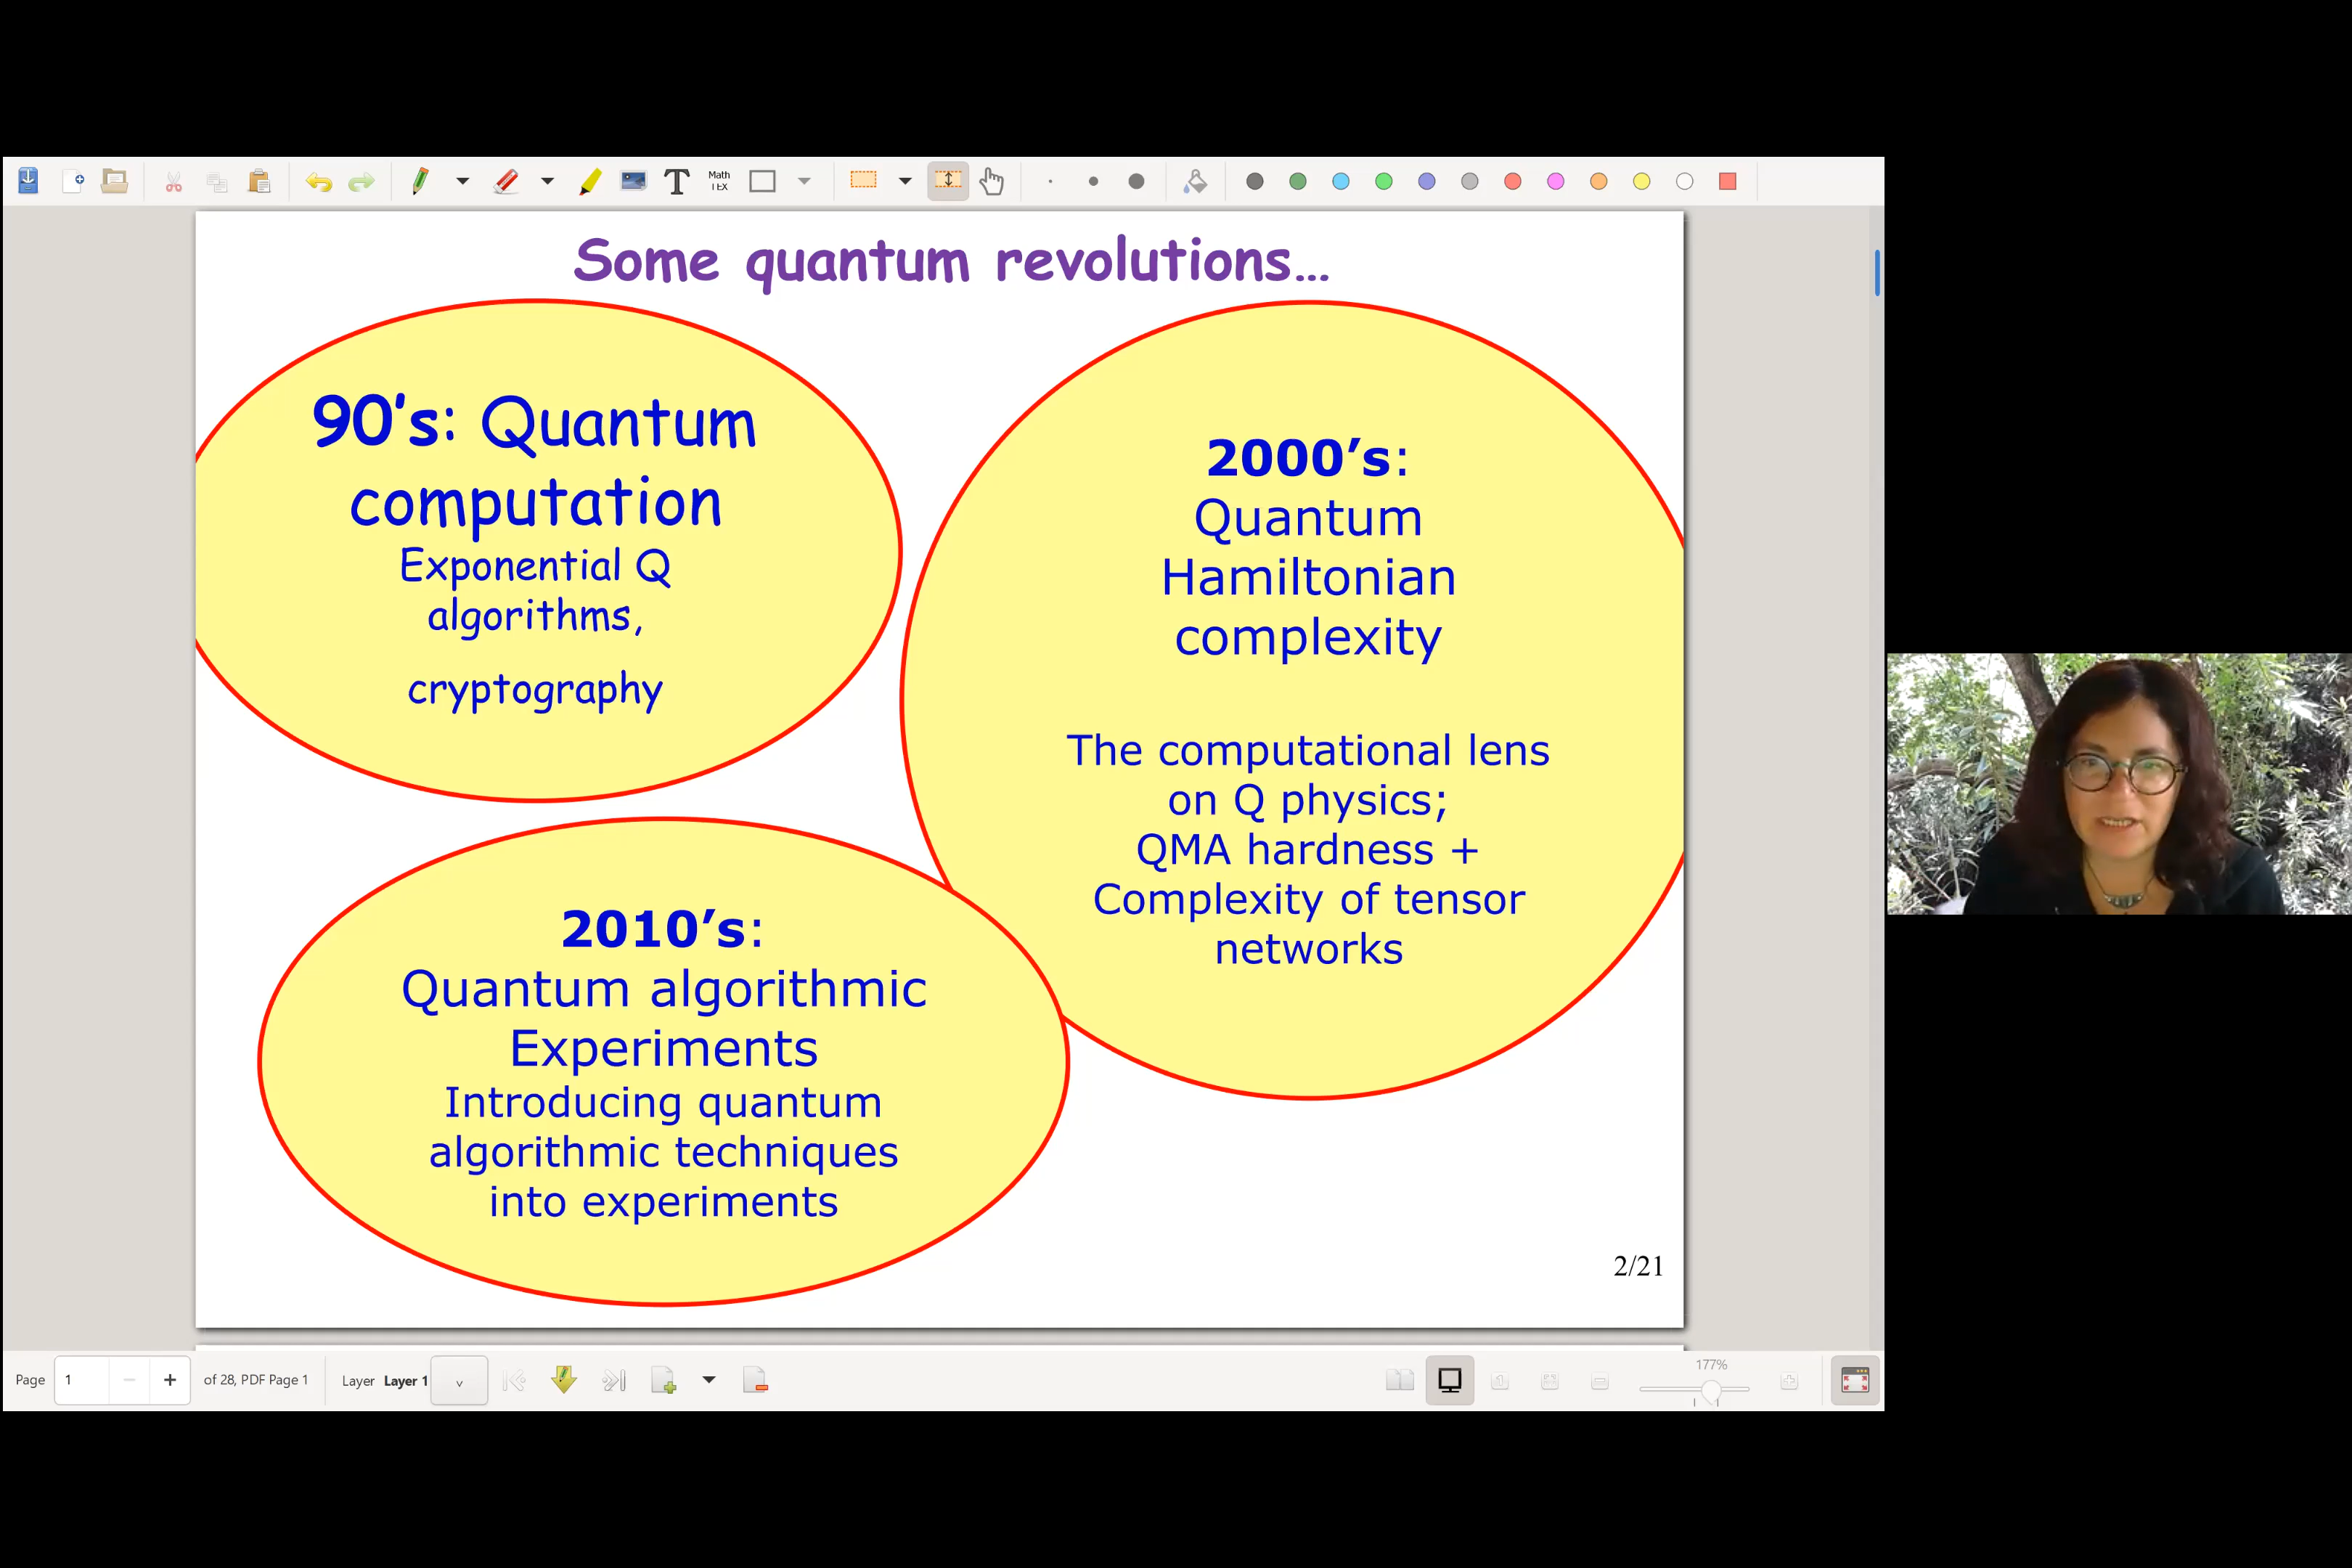 Math
TEX
Some quantum revolutions...
90's: Quantum
computation
Exponential Q
algorithms,
cryptography
2000's:
Quantum
Hamiltonian
complexity
The computational lens
on Q physics;
QMA hardness +
Complexity of tensor
networks
2010's:
Quantum algorithmic
Experiments
Introducing quantum
algorithmic techniques
into experiments
2/21
Page 1 of 28, PDF Page 1 Layer Layer 1
177%